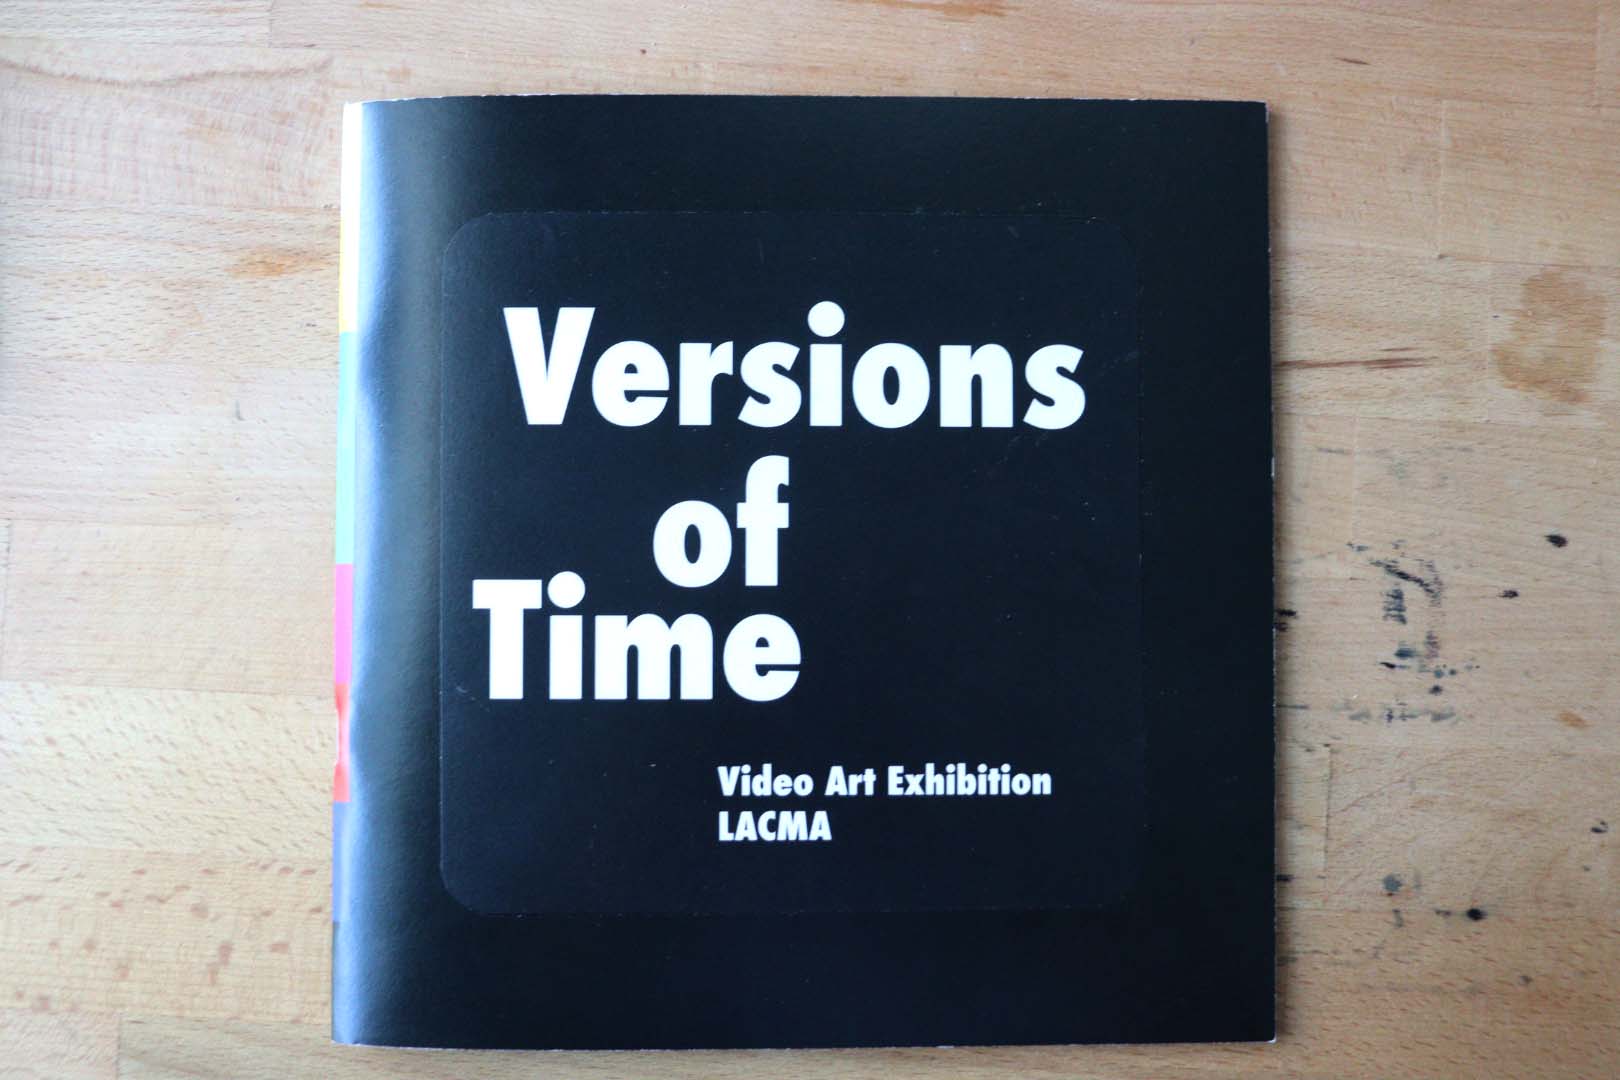 Versions
of
Time
Video Art Exhibition
LACMA